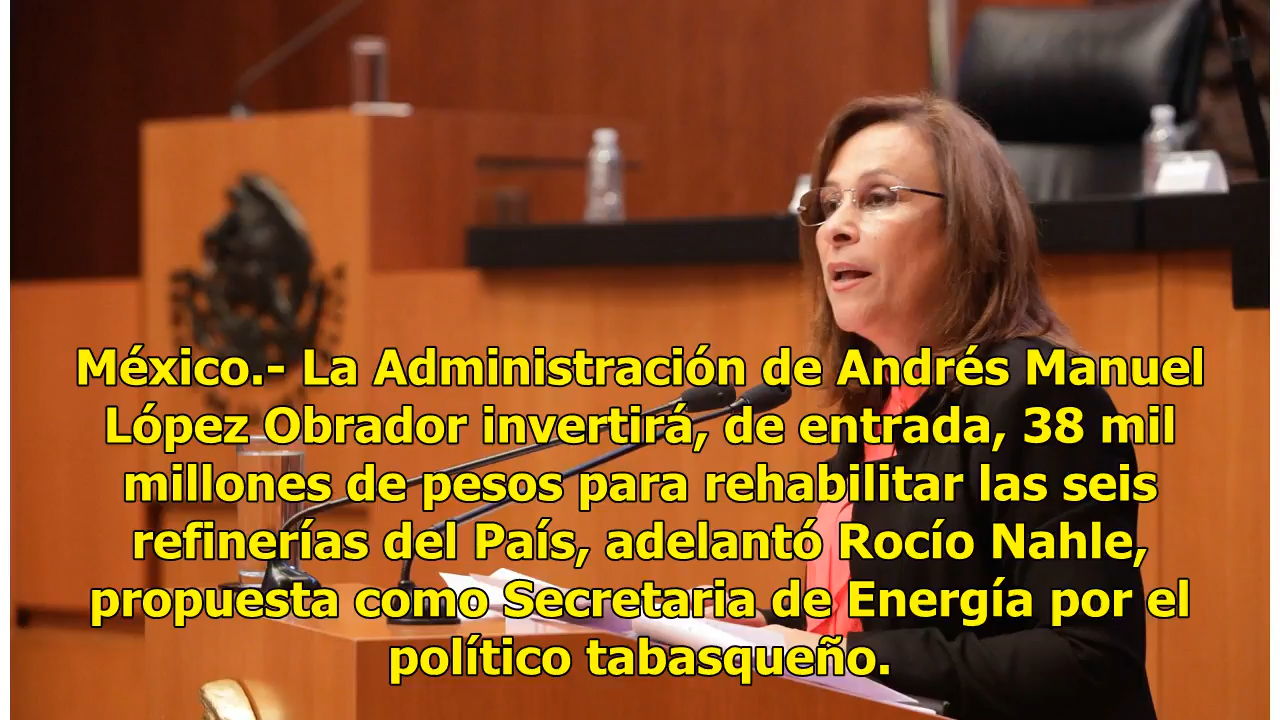 México.- La Administración de Andrés Manuel
López Obrador invertirá, de entrada, 38 mil
millones de pesos para rehabilitar las seis
refinerías del País, adelantó Rocío Nahle,
propuesta como Secretaria de Energía por el
político tabasqueño.